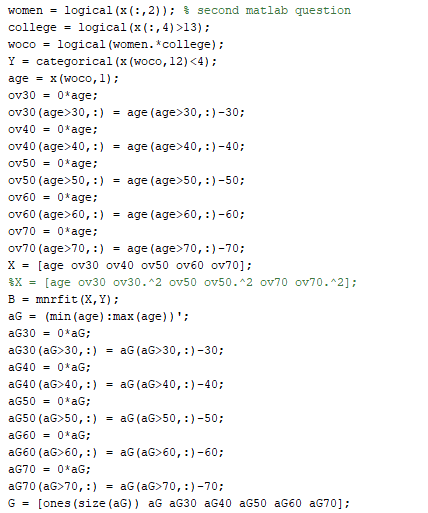 women = logical(x(:,2)); % second matlab question
college = logical(x(:,4)>13);
woco = logical(women.*college);
Y = categorical(x(woco,12)<4);
age = x(woco,1);
ov30 = 0*age;
ov30(age>30,:) = age(age>30,:)-30;
ov40 = 0*age;
ov40(age>40,:) = age(age>40,:)-40;
ov50 = 0*age;
ov50(age>50,:) = age(age>50,:)-50;
ov60 = 0*age;
ov60(age>60,:) = age(age>60,:)-60;
ov70 = 0*age;
ov70(age>70,:) = age(age>70,:)-70;
X = [age ov30 ov40 ov50 ov60 ov70];
%X = [age ov30 ov30.^2 ov50 ov50.^2 ov70 ov70.^2];
B = mnrfit(X,Y);
aG = (min(age):max(age))';
aG30 = 0*aG;
aG30(aG>30,:) = aG(aG>30,:)-30;
aG40 = 0*aG;
aG40(aG>40,:) = aG(aG>40,:)-40;
aG50 = 0*aG;
aG50(aG>50,:) = aG(aG>50,:)-50;
aG60 = 0*aG;
aG60(aG>60,:) = aG(aG>60,:)-60;
aG70 = 0*aG;
aG70(aG>70,:) = aG(aG>70,:)-70;
G = [ones(size(aG)) aG aG30 aG40 aG50 aG60 aG70];